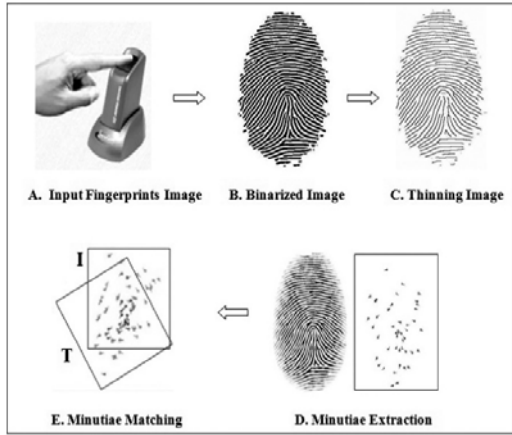 A. Input Fingerprints Image
B. Binarized Image
C. Thinning Image
I
T
E. Minutiae Matching
D. Minutiae Extraction